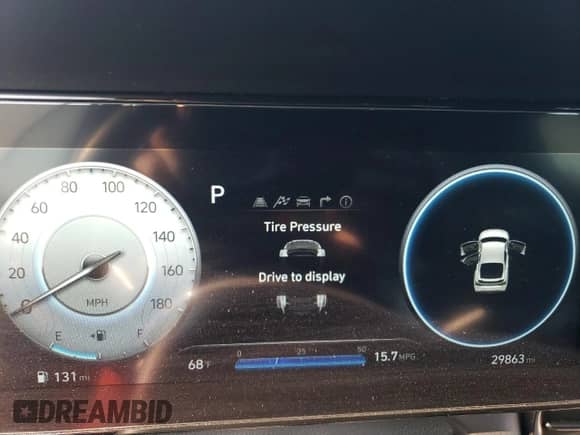 80 100
60 120
40 140
20 160
0 180
MPH
E F
131 mi
P
Tire Pressure
Drive to display
68°F
0 25 50
15.7 MPG
29863 mi
DREAMBID